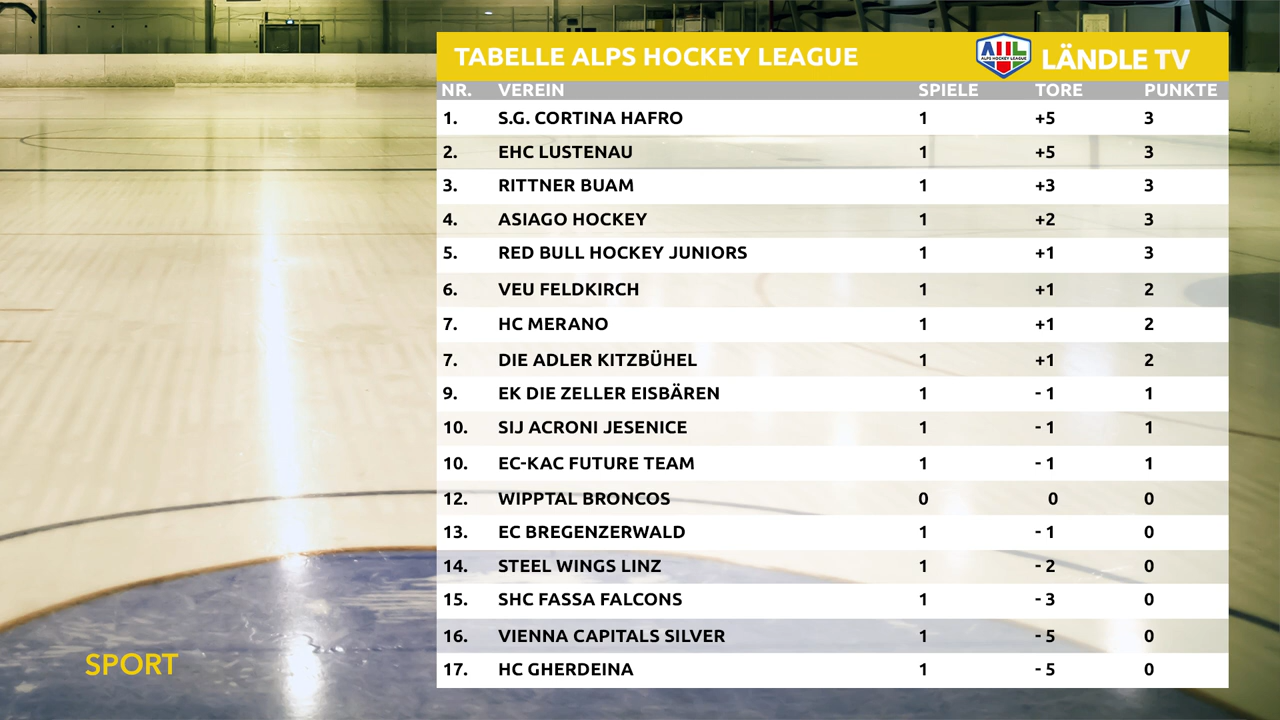 TABELLE ALPS HOCKEY LEAGUE AHL ALPS HOCKEY LEAGUE LÄNDLE TV
NR. VEREIN SPIELE TORE PUNKTE
1. S.G. CORTINA HAFRO 1 +5 3
2. EHC LUSTENAU 1 +5 3
3. RITTNER BUAM 1 +3 3
4. ASIAGO HOCKEY 1 +2 3
5. RED BULL HOCKEY JUNIORS 1 +1 3
6. VEU FELDKIRCH 1 +1 2
7. HC MERANO 1 +1 2
7. DIE ADLER KITZBÜHEL 1 +1 2
9. EK DIE ZELLER EISBÄREN 1 - 1 1
10. SIJ ACRONI JESENICE 1 - 1 1
10. EC-KAC FUTURE TEAM 1 - 1 1
12. WIPPTAL BRONCOS 0 0 0
13. EC BREGENZERWALD 1 - 1 0
14. STEEL WINGS LINZ 1 - 2 0
15. SHC FASSA FALCONS 1 - 3 0
16. VIENNA CAPITALS SILVER 1 - 5 0
17. HC GHERDEINA 1 - 5 0
SPORT